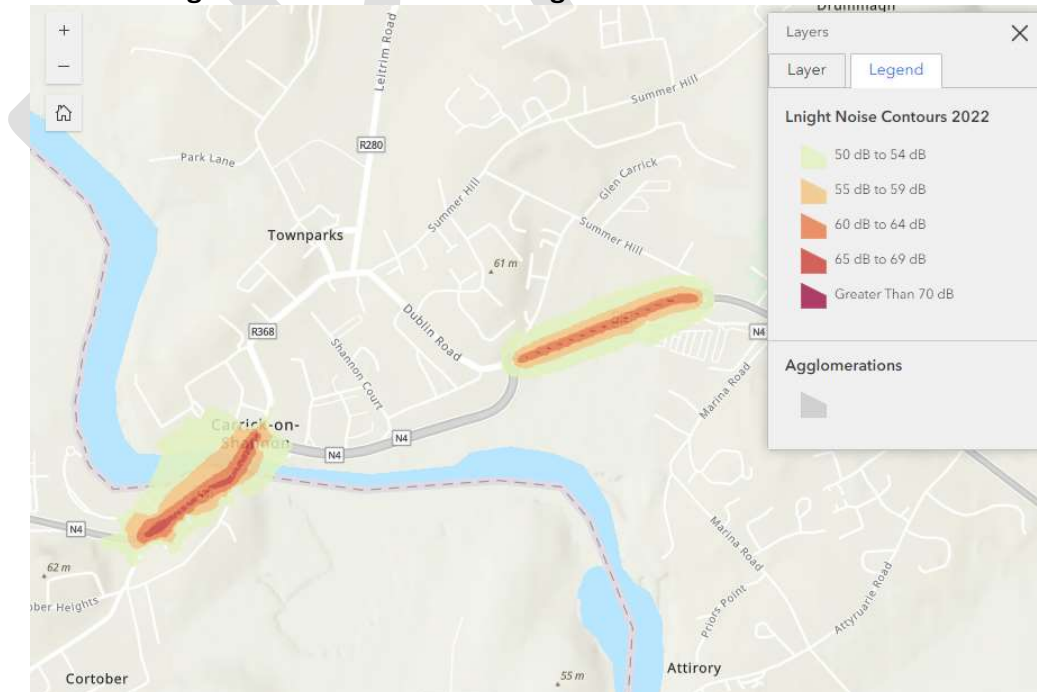 Drummagh
Layers
Layer
Legend
Lnight Noise Contours 2022
50 dB to 54 dB
55 dB to 59 dB
60 dB to 64 dB
65 dB to 69 dB
Greater Than 70 dB
Agglomerations
+
−
Leitrim Road
Summer Hill
R280
Park Lane
Glen Carrick
Summer Hill
Summer Hill
Townparks
61 m
Dublin Road
R368
N4
Shannon Court
Marina Road
Carrick-on-
Shannon
N4
N4
N4
Marina Road
62 m
Attyruarie Road
Priors Point
Heights
Cortober
55 m
Attirory